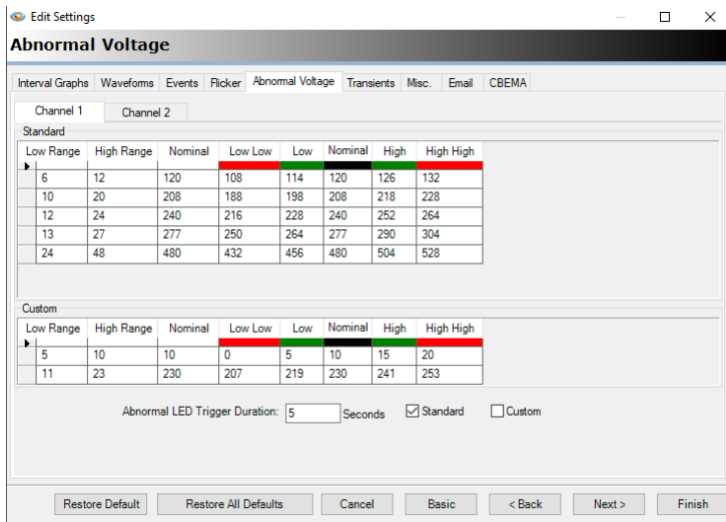 Edit Settings
Abnormal Voltage
Interval Graphs Waveforms Events Flicker Abnormal Voltage Transients Misc. Email CBEMA
Channel 1 Channel 2
Standard
Low Range High Range Nominal Low Low Low Nominal High High High
6 12 120 108 114 120 126 132
10 20 208 188 198 208 218 228
12 24 240 216 228 240 252 264
13 27 277 250 264 277 290 304
24 48 480 432 456 480 504 528
Custom
Low Range High Range Nominal Low Low Low Nominal High High High
5 10 10 0 5 10 15 20
11 23 230 207 219 230 241 253
Abnormal LED Trigger Duration: 5 Seconds Standard Custom
Restore Default Restore All Defaults Cancel Basic < Back Next > Finish